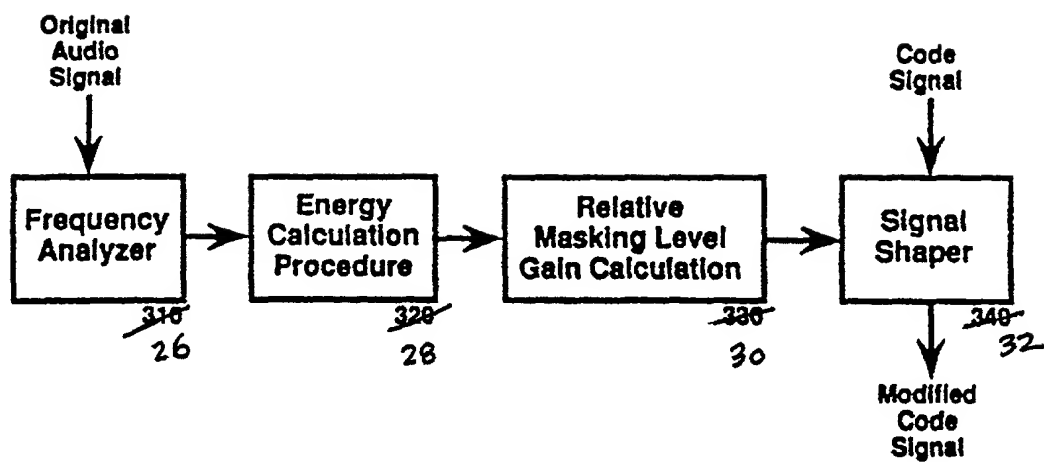 Original
Audio
Signal
Code
Signal
Frequency
Analyzer
Energy
Calculation
Procedure
Relative
Masking Level
Gain Calculation
Signal
Shaper
310
320
330
340
26
28
30
32
Modified
Code
Signal